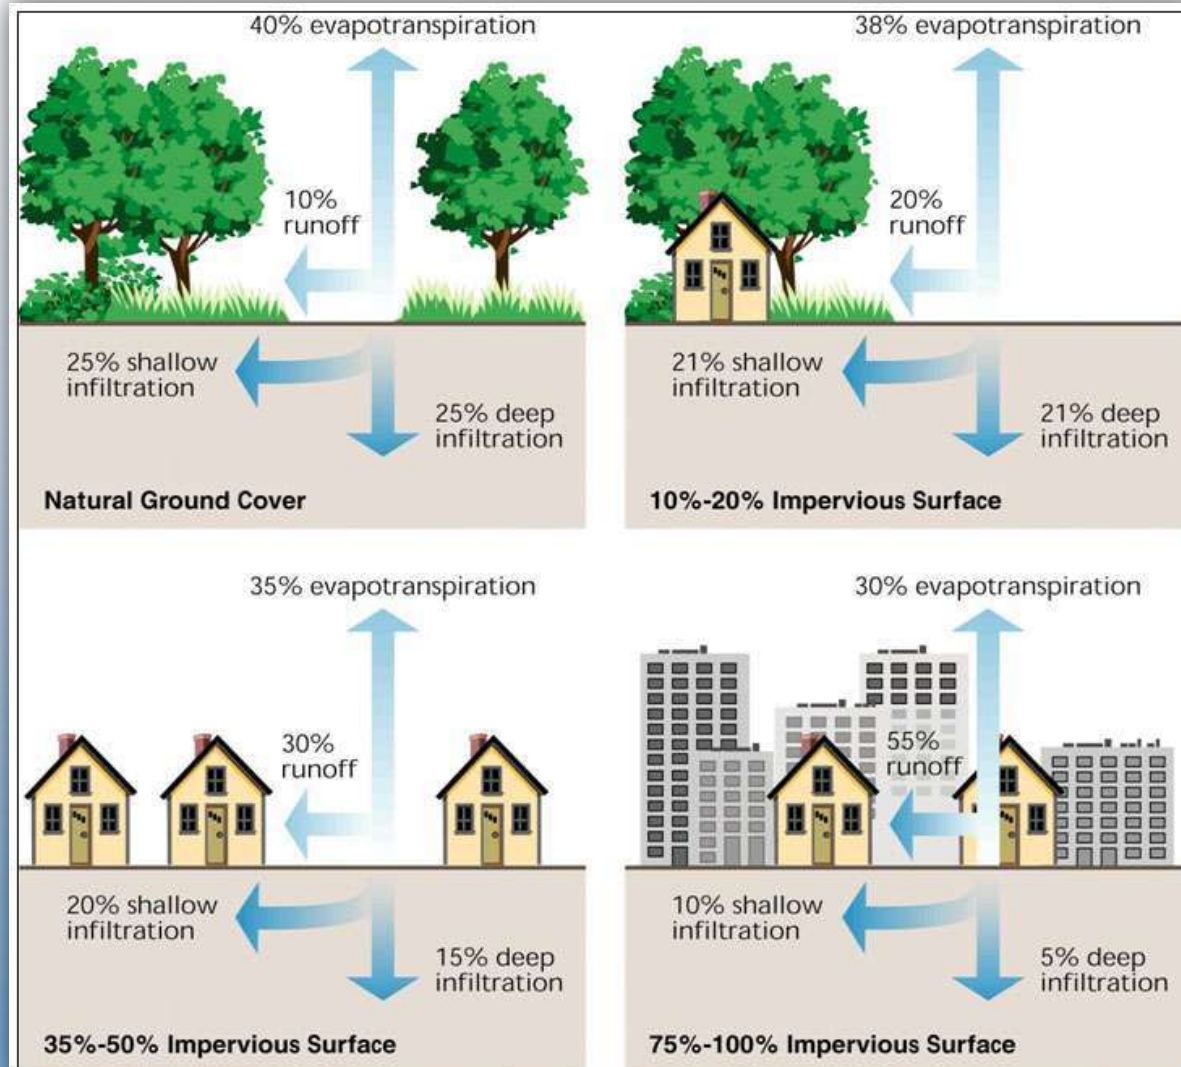 40% evapotranspiration
10%
runoff
25% shallow
infiltration
25% deep
infiltration
Natural Ground Cover
38% evapotranspiration
20%
runoff
21% shallow
infiltration
21% deep
infiltration
10%-20% Impervious Surface
35% evapotranspiration
30%
runoff
20% shallow
infiltration
15% deep
infiltration
35%-50% Impervious Surface
30% evapotranspiration
55%
runoff
10% shallow
infiltration
5% deep
infiltration
75%-100% Impervious Surface